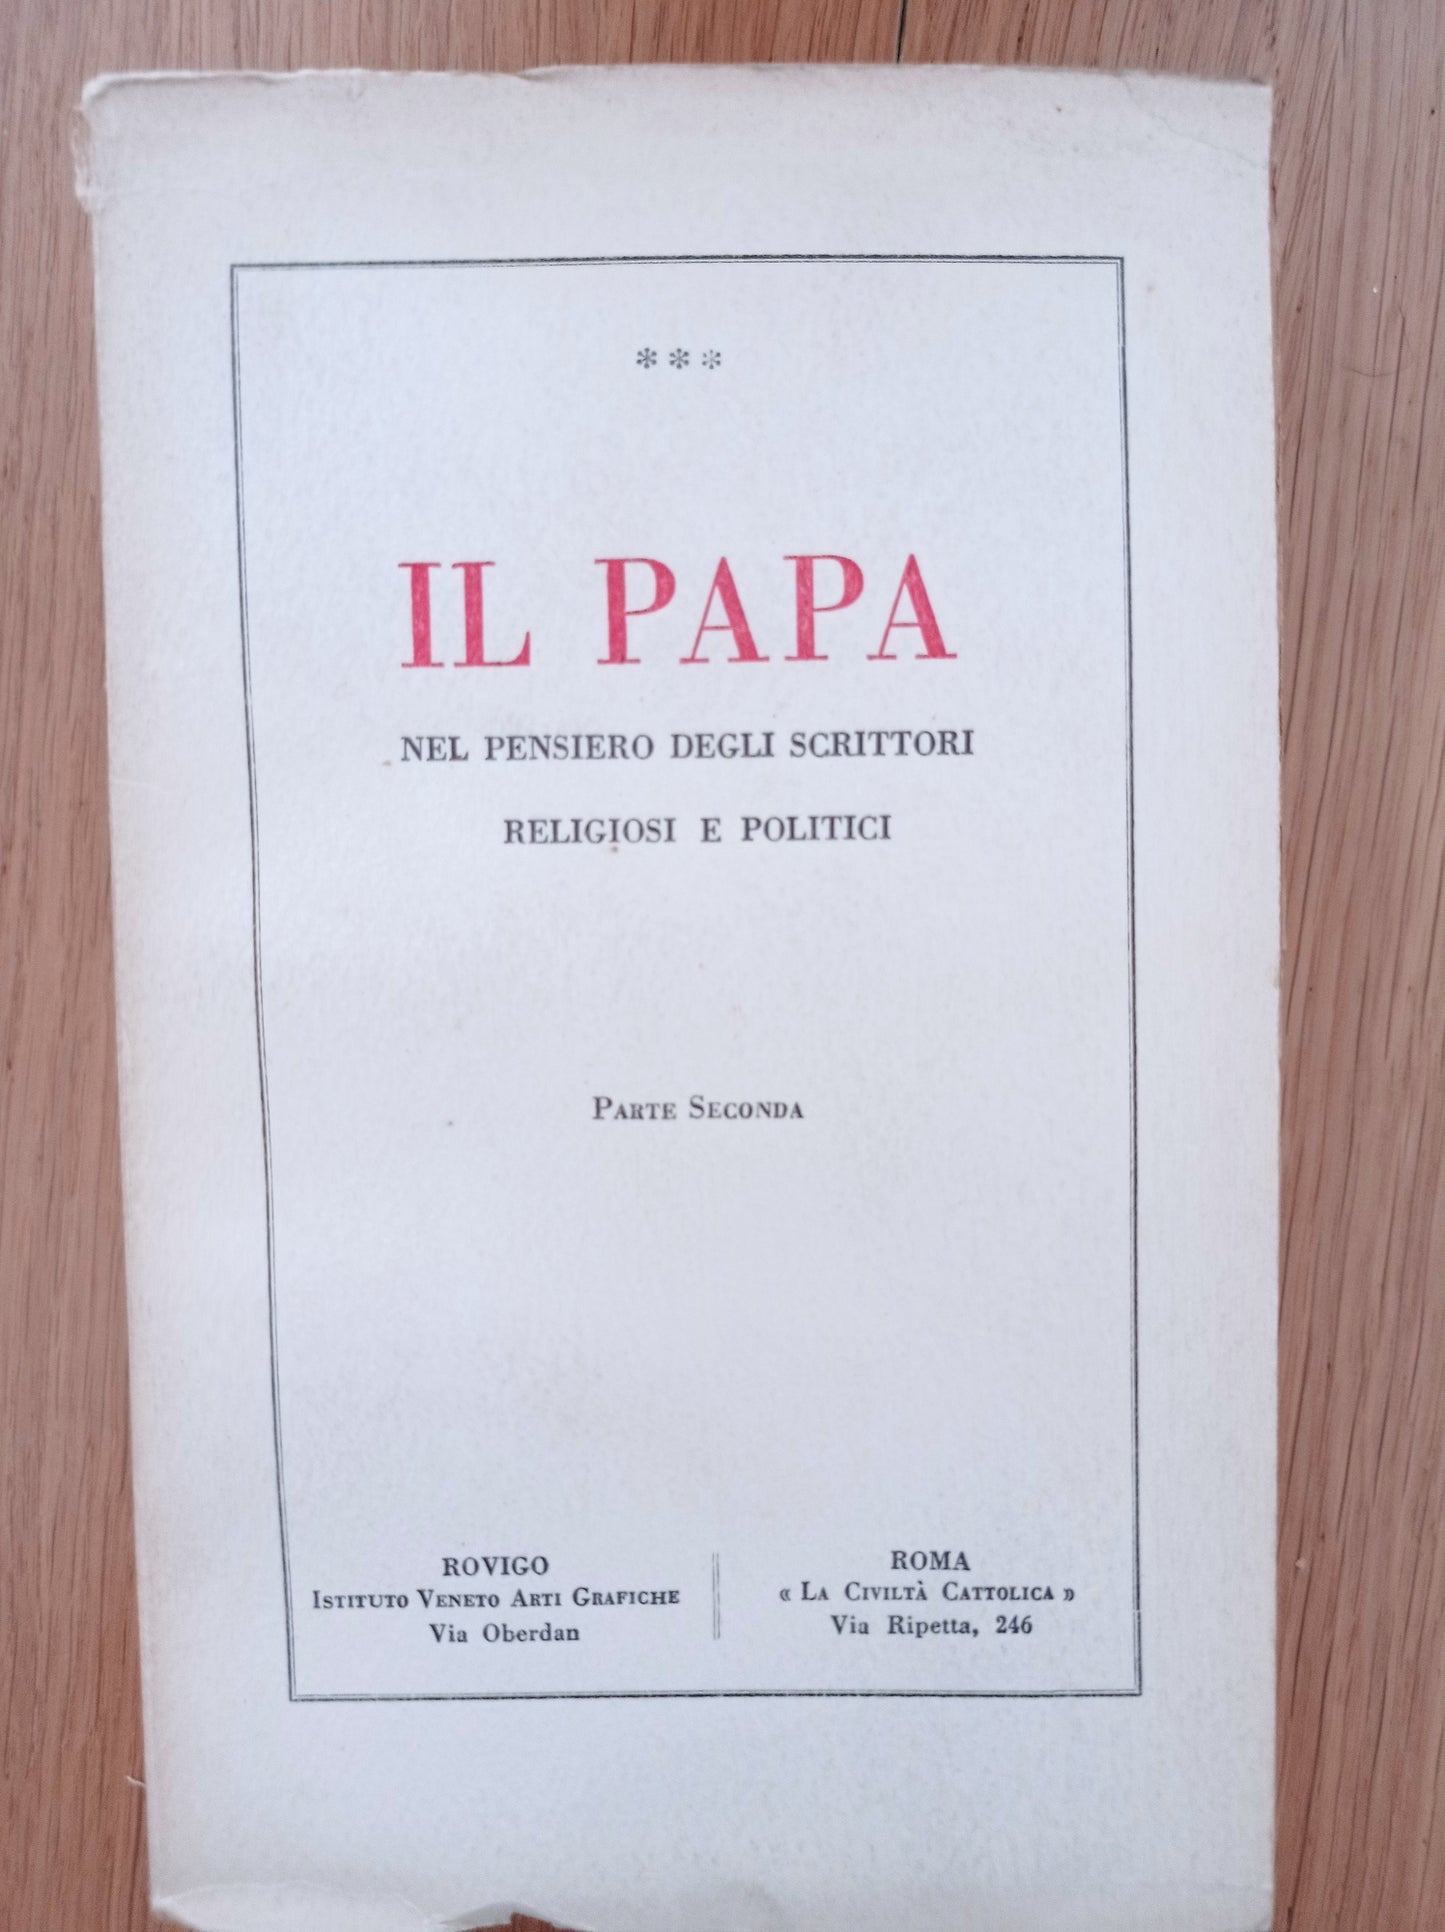 ***
IL PAPA
NEL PENSIERO DEGLI SCRITTORI
RELIGIOSI E POLITICI
PARTE SECONDA
ROVIGO
ISTITUTO VENETO ARTI GRAFICHE
Via Oberdan
ROMA
« LA CIVILTÀ CATTOLICA »
Via Ripetta, 246